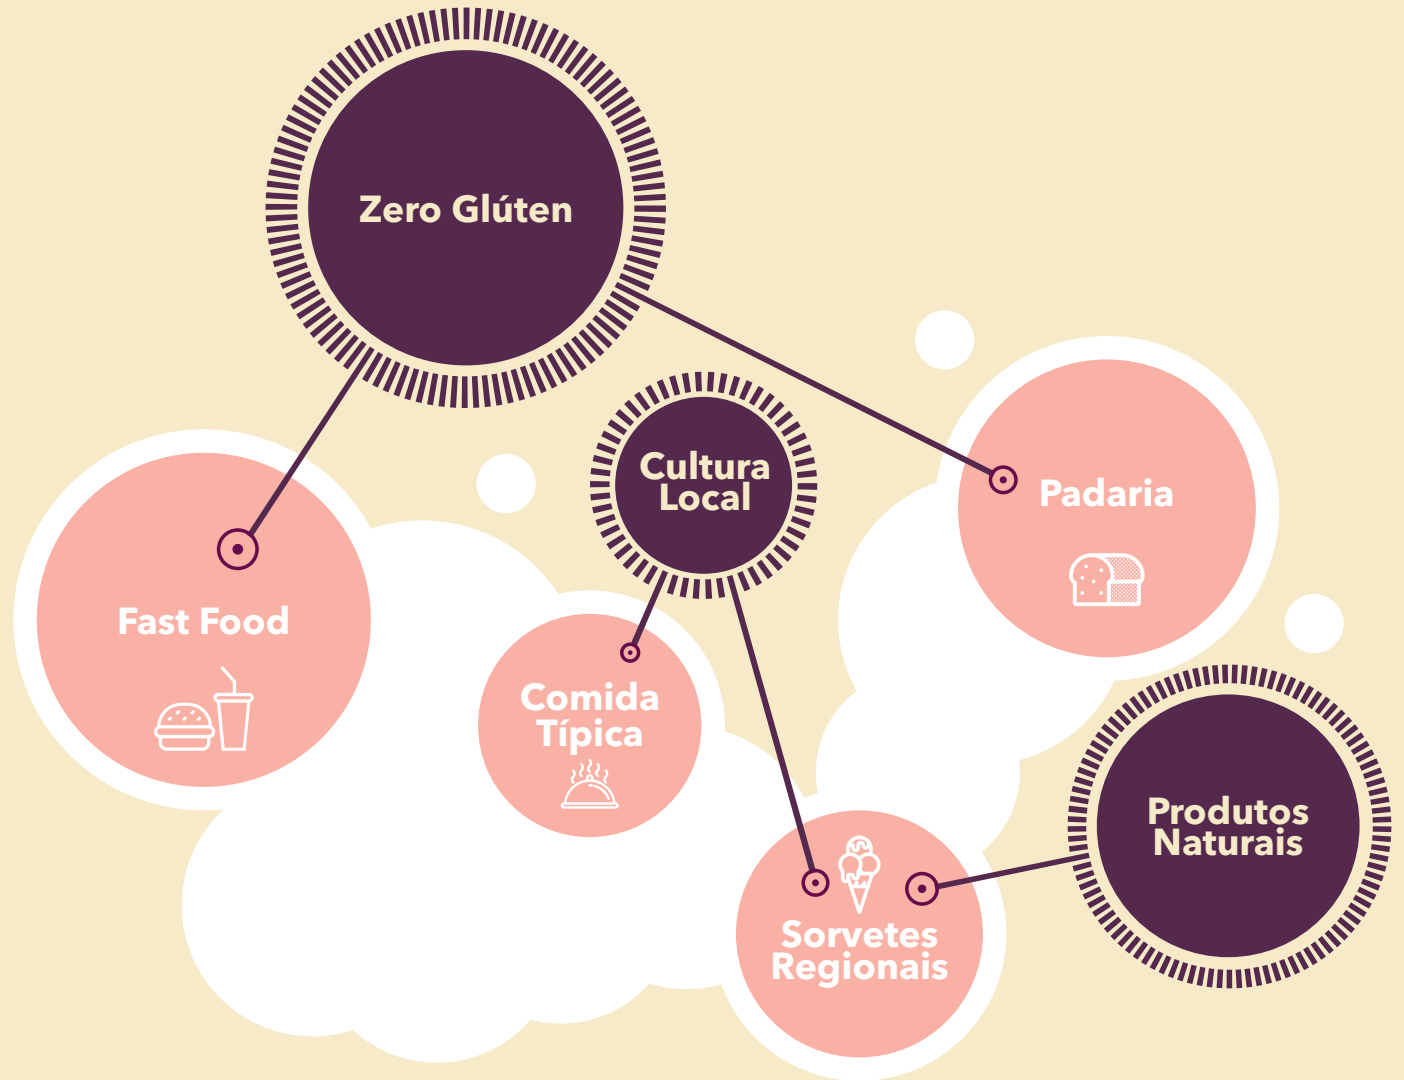 Zero Glúten
Cultura
Local
Padaria
Fast Food
Comida
Típica
Produtos
Naturais
Sorvetes
Regionais